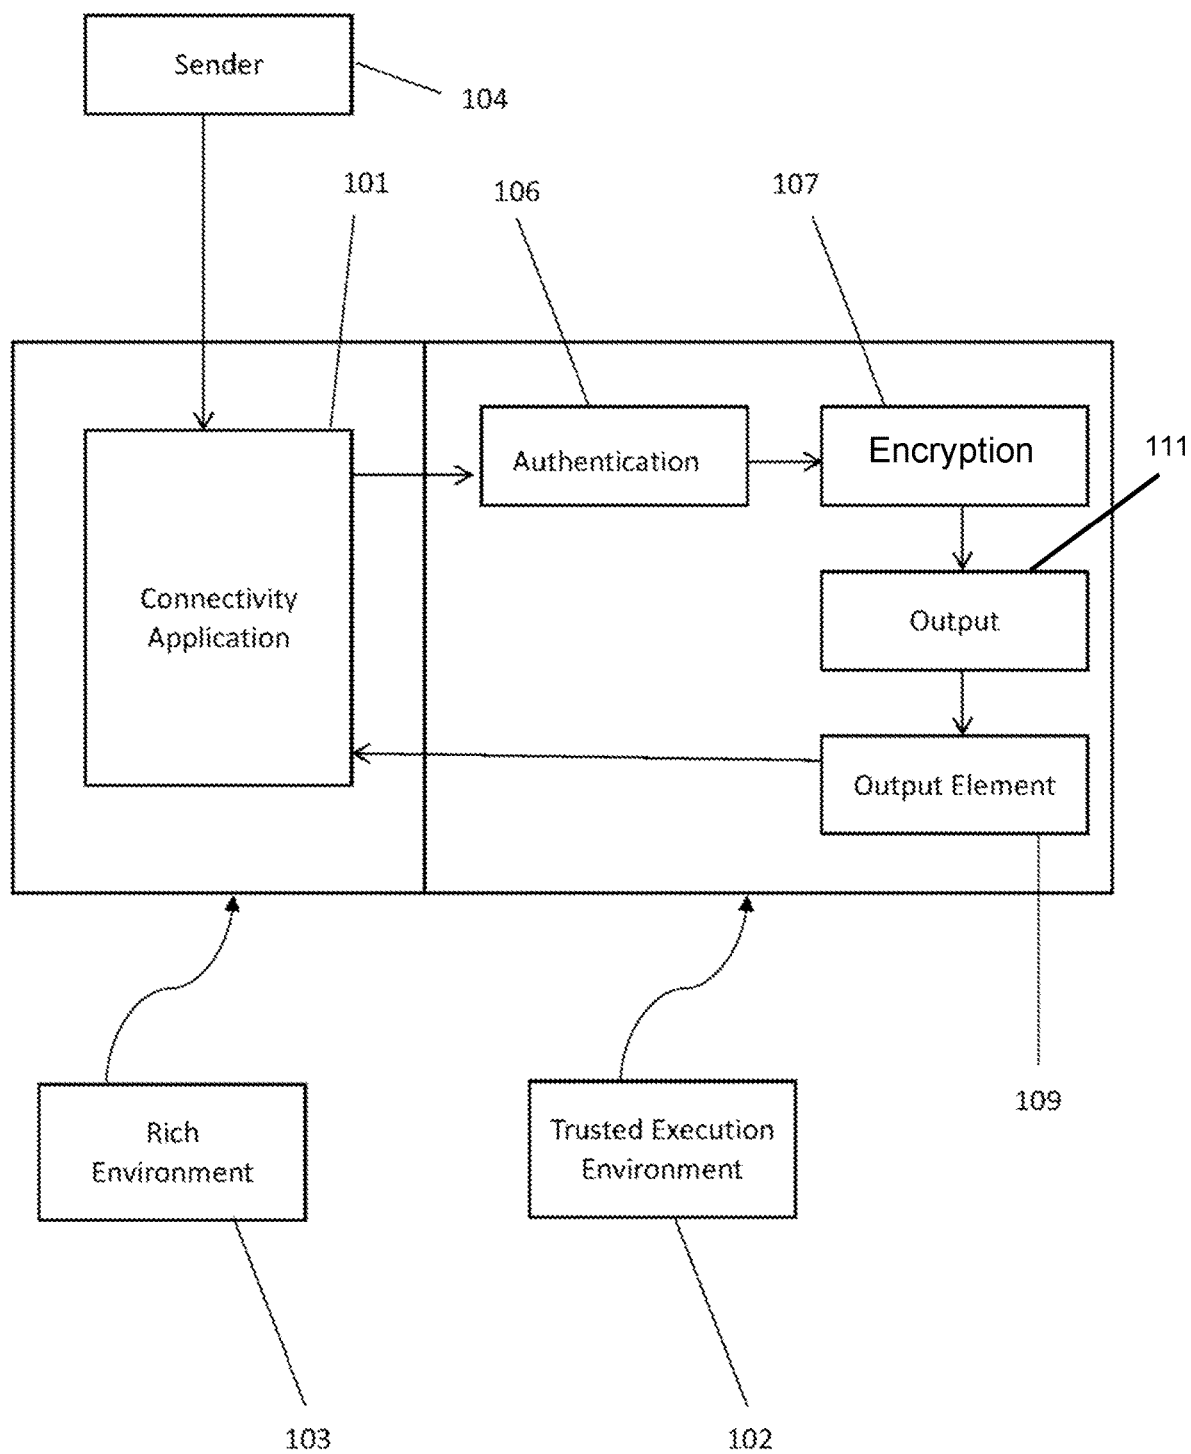 Sender
104
101
106
107
Authentication
Encryption
111
Connectivity
Application
Output
Output Element
109
Rich
Environment
Trusted Execution
Environment
103
102